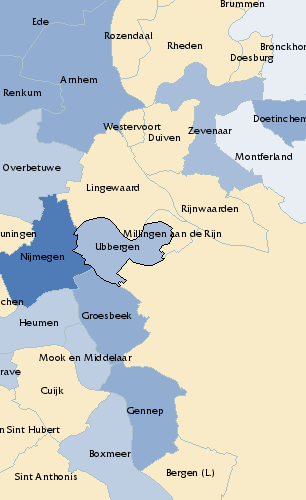 Brummen
Ede
Rozendaal
Rheden
Bronckhor
Doesburg
Arnhem
Renkum
Doetinchem
Westervoort
Zevenaar
Duiven
Montferland
Overbetuwe
Lingewaard
Rijnwaarden
uningen
Millingen aan de Rijn
Ubbergen
Nijmegen
chen
Groesbeek
Heumen
Mook en Middelaar
rave
Cuijk
Gennep
n Sint Hubert
Boxmeer
Sint Anthonis
Bergen (L)